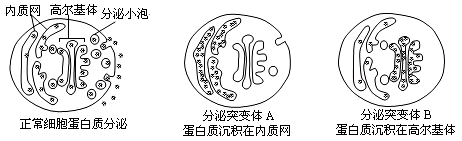 内质网 高尔基体
分泌小泡
正常细胞蛋白质分泌
分泌突变体 A
蛋白质沉积在内质网
分泌突变体 B
蛋白质沉积在高尔基体